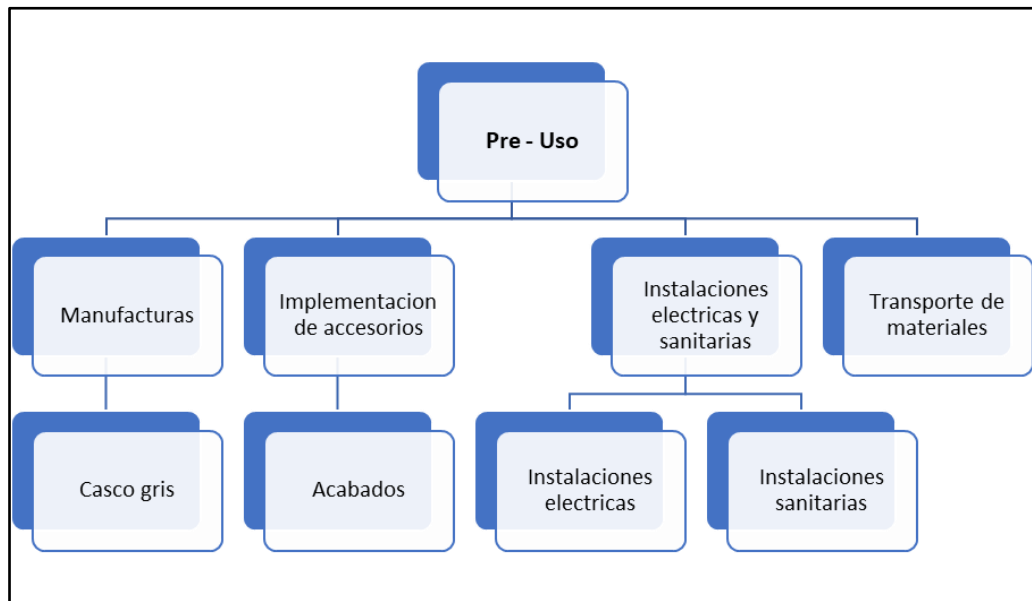 Pre - Uso
Manufacturas
Implementacion
de accesorios
Instalaciones
electricas y
sanitarias
Transporte de
materiales
Casco gris
Acabados
Instalaciones
electricas
Instalaciones
sanitarias